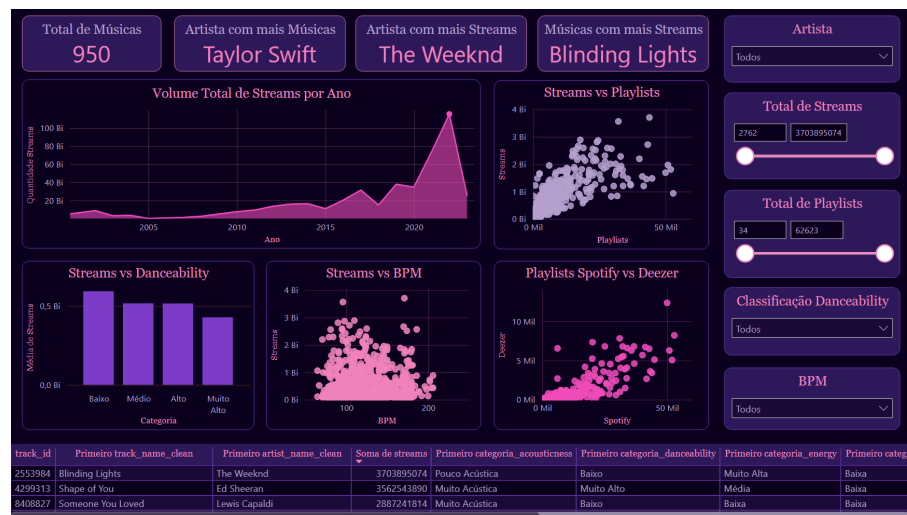 Total de Músicas
950
Artista com mais Músicas
Taylor Swift
Artista com mais Streams
The Weeknd
Músicas com mais Streams
Blinding Lights
Artista
Todos
Volume Total de Streams por Ano
Quantidade Streams
100 Bi
80 Bi
60 Bi
40 Bi
20 Bi
2005 2010 2015 2020
Ano
Streams vs Playlists
Streams
4 Bi
3 Bi
2 Bi
1 Bi
0 Bi
0 Mil 50 Mil
Playlists
Total de Streams
2762 3703895074
Total de Playlists
34 62623
Streams vs Danceability
Média de Streams
0,5 Bi
0,0 Bi
Baixo Médio Alto Muito
Alto
Categoria
Streams vs BPM
Streams
4 Bi
3 Bi
2 Bi
1 Bi
0 Bi
100 200
BPM
Playlists Spotify vs Deezer
Deezer
10 Mil
5 Mil
0 Mil
0 Mil 50 Mil
Spotify
Classificação Danceability
Todos
BPM
Todos
track_id Primeiro track_name_clean Primeiro artist_name_clean Soma de streams Primeiro categoria_acousticness Primeiro categoria_danceability Primeiro categoria_energy Primeiro categ
2553984 Blinding Lights The Weeknd 3703895074 Pouco Acústica Baixo Muito Alta Baixa
4299313 Shape of You Ed Sheeran 3562543890 Muito Acústica Muito Alto Média Baixa
8408827 Someone You Loved Lewis Capaldi 2887241814 Muito Acústica Baixo Baixa Baixa